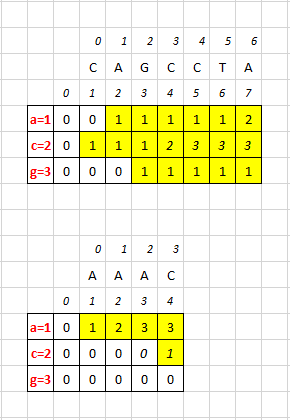 0 1 2 3 4 5 6
C A G C C T A
0 1 2 3 4 5 6 7
a=1 0 0 1 1 1 1 1 2
c=2 0 1 1 1 2 3 3 3
g=3 0 0 0 1 1 1 1 1
0 1 2 3
A A A C
0 1 2 3 4
a=1 0 1 2 3 3
c=2 0 0 0 0 1
g=3 0 0 0 0 0